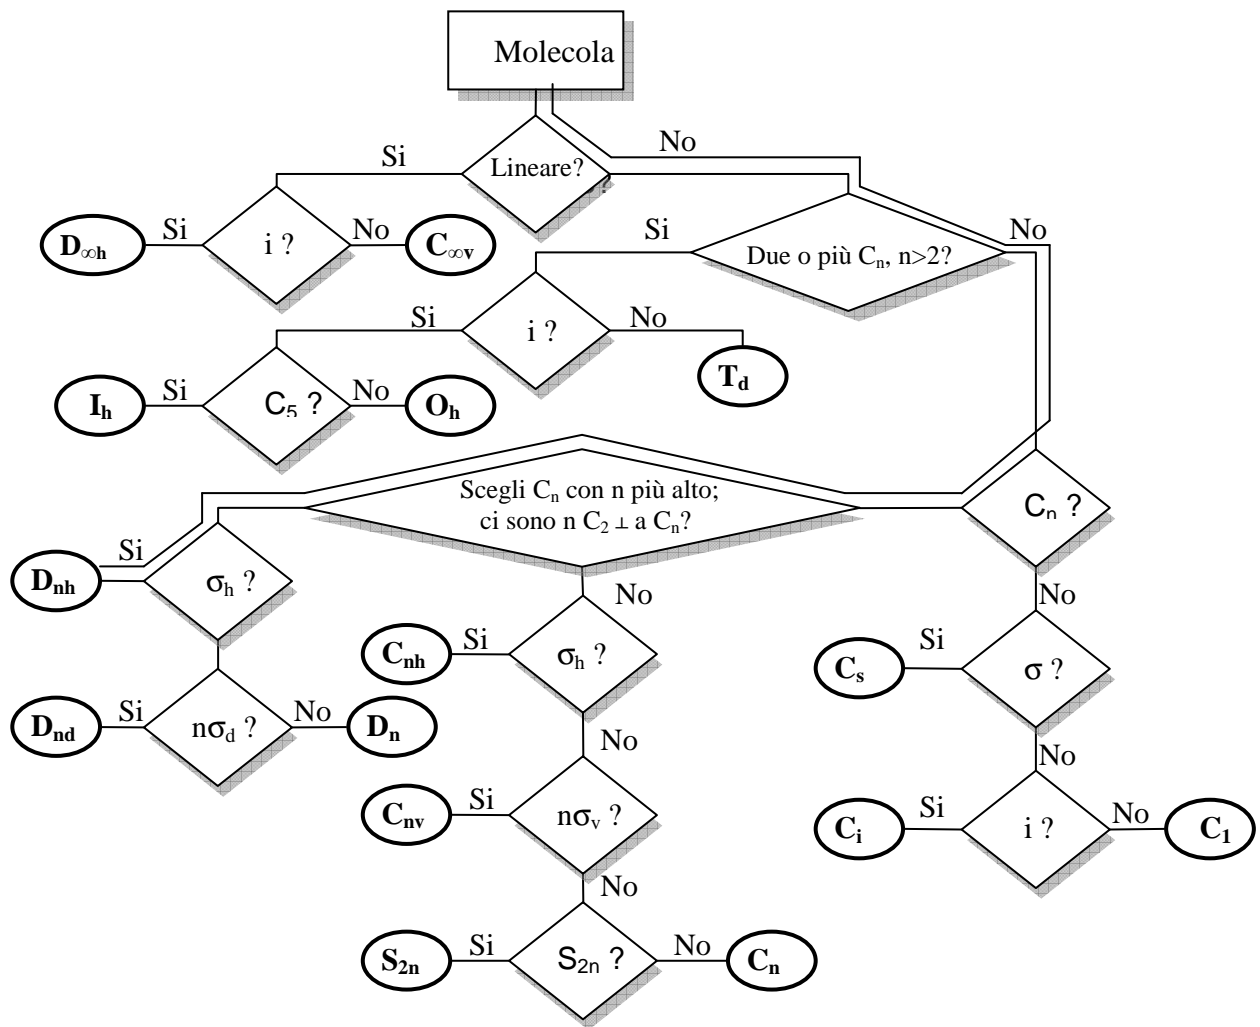 Molecola
Lineare?
Si
No
i ?
Si
No
D∞h
C∞v
Due o più Cn, n>2?
Si
No
i ?
Si
No
Td
C5 ?
Si
No
Ih
Oh
Cn ?
Scegli Cn con n più alto;
ci sono n C2 ⊥ a Cn?
Si
Dnh
σh ?
nσd ?
Si
No
Dnd
Dn
No
σh ?
Si
Cnh
No
nσv ?
Si
Cnv
No
S2n ?
Si
No
S2n
Cn
No
σ ?
Si
Cs
No
i ?
Si
No
Ci
C1